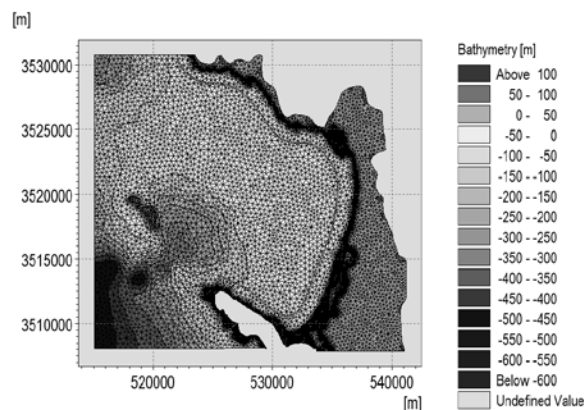 [m]
3530000
3525000
3520000
3515000
3510000
520000
530000
540000
[m]
Bathymetry [m]
Above 100
50 - 100
0 - 50
-50 - 0
-100 - -50
-150 - -100
-200 - -150
-250 - -200
-300 - -250
-350 - -300
-400 - -350
-450 - -400
-500 - -450
-550 - -500
-600 - -550
Below -600
Undefined Value